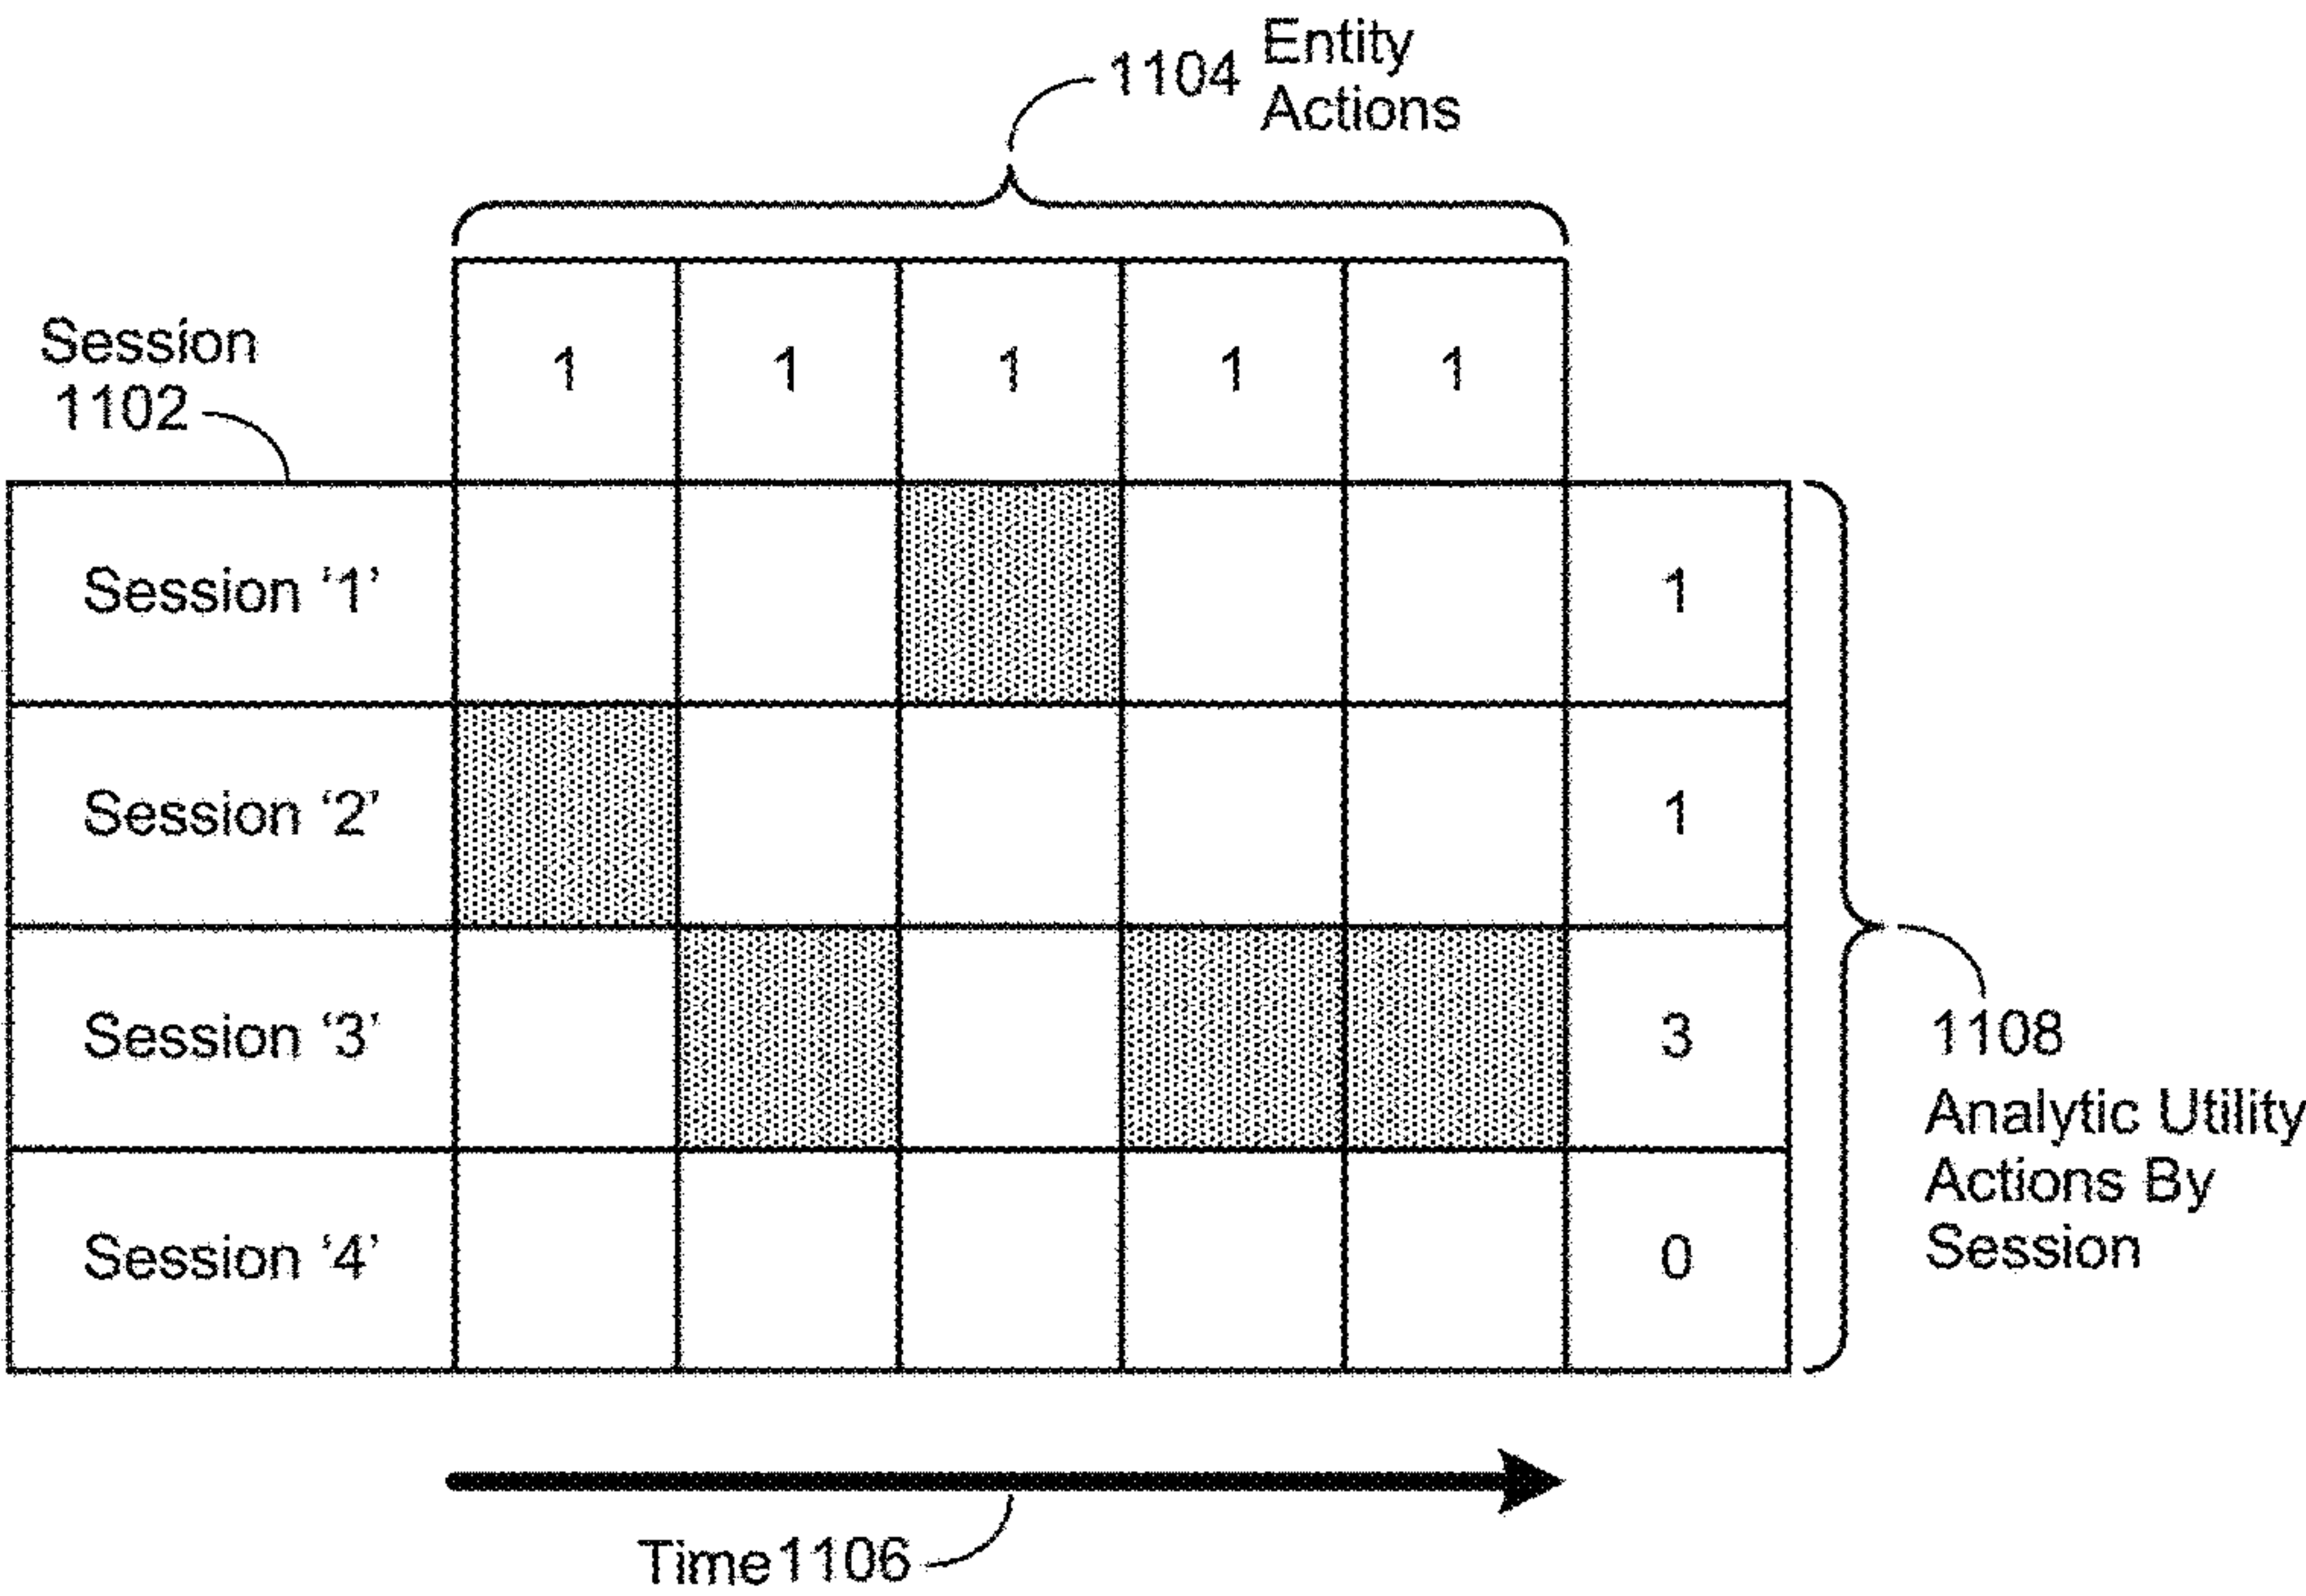 1104 Entity
Actions
Session
1102
1 1 1 1 1
Session '1' 1
Session '2' 1
Session '3' 3
Session '4' 0
1108
Analytic Utility
Actions By
Session
Time 1106